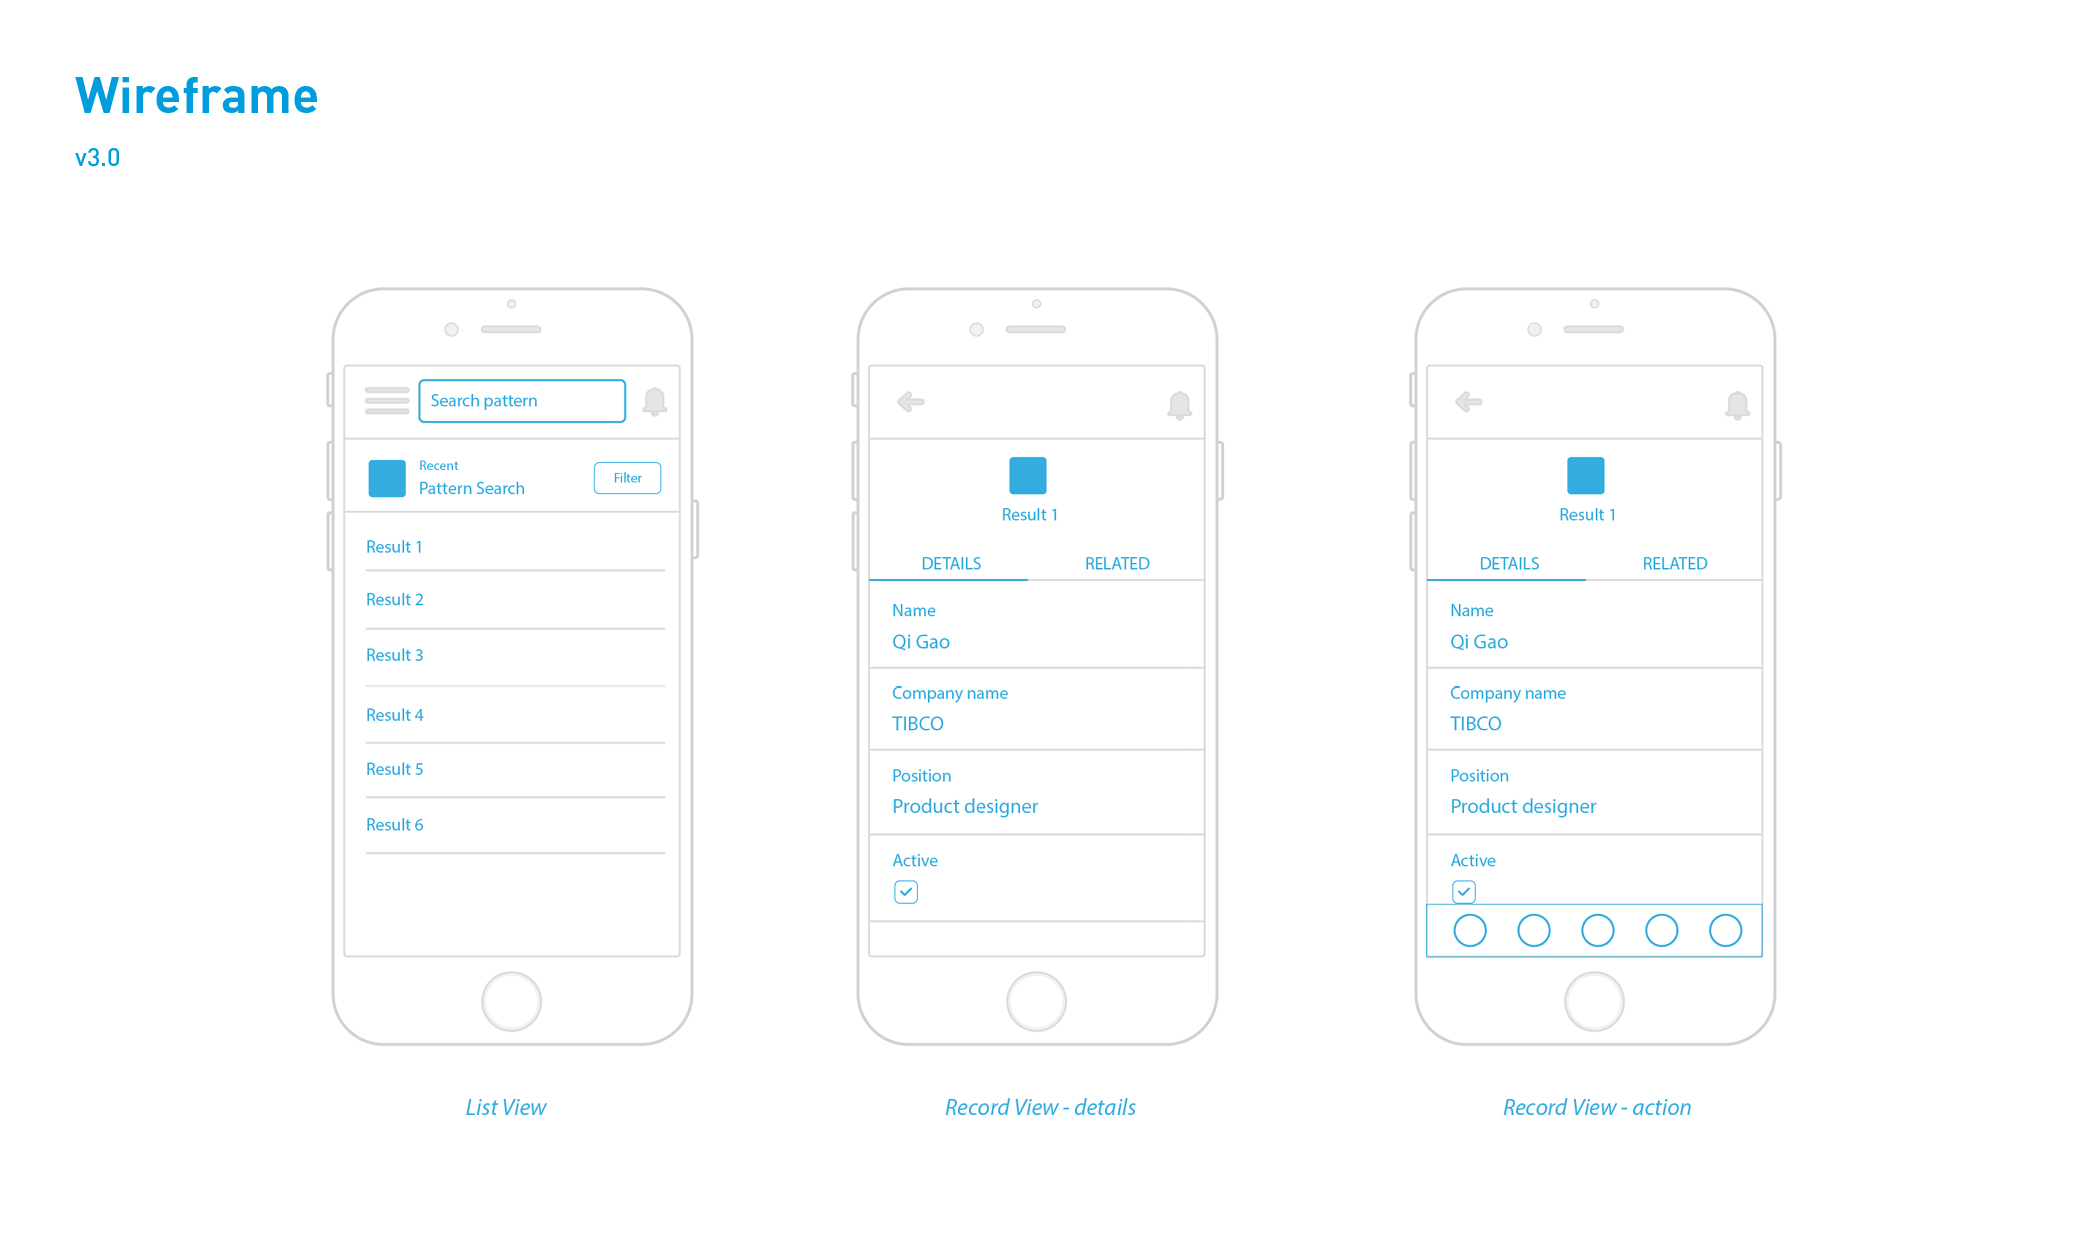 Wireframe
v3.0
Search pattern
Recent
Pattern Search
Filter
Result 1
Result 2
Result 3
Result 4
Result 5
Result 6
List View
Result 1
DETAILS RELATED
Name
Qi Gao
Company name
TIBCO
Position
Product designer
Active
Record View - details
Result 1
DETAILS RELATED
Name
Qi Gao
Company name
TIBCO
Position
Product designer
Active
Record View - action